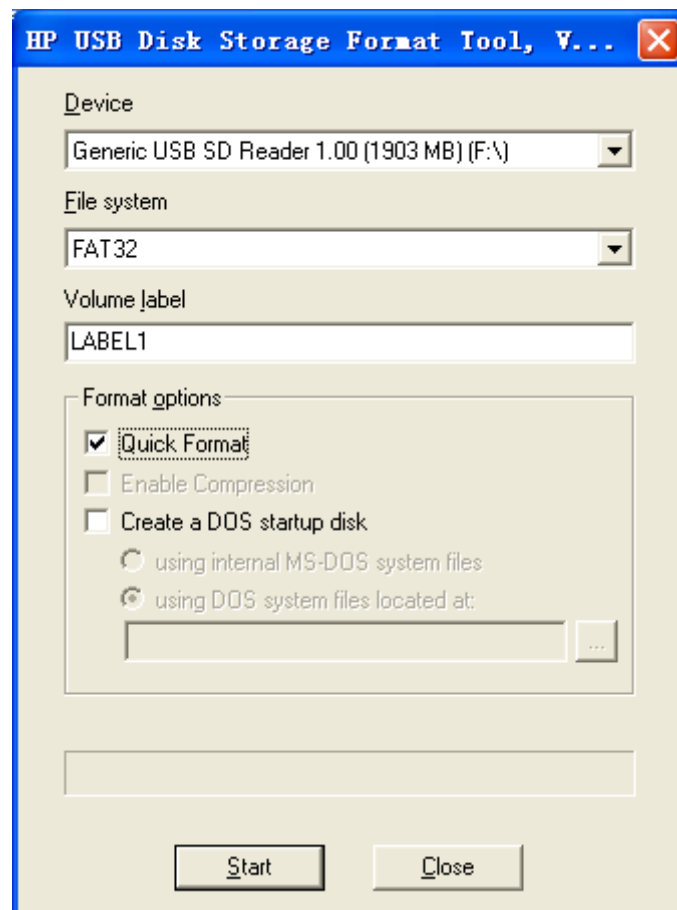 HP USB Disk Storage Format Tool, V...
Device
Generic USB SD Reader 1.00 (1903 MB) (F:\)
File system
FAT32
Volume label
LABEL1
Format options
Quick Format
Enable Compression
Create a DOS startup disk
using internal MS-DOS system files
using DOS system files located at:
...
Start Close